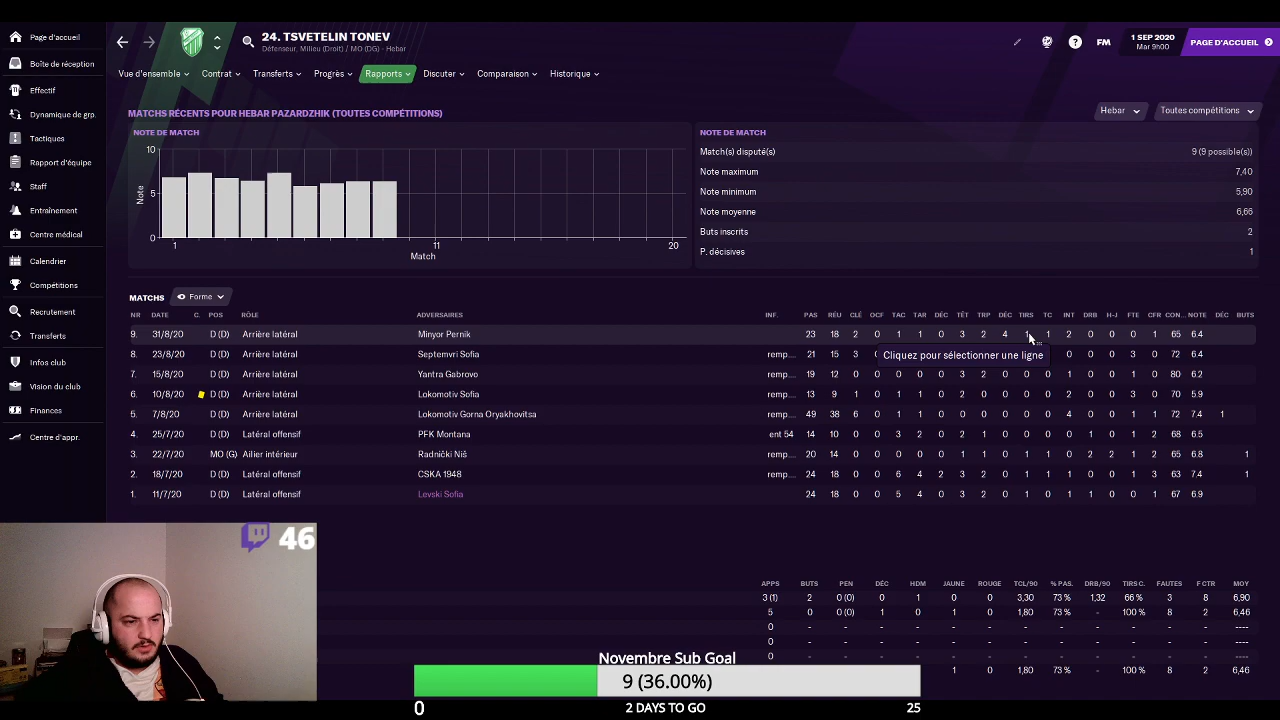 Page d'accueil
Boîte de réception
Effectif
Dynamique de grp.
Tactiques
Rapport d'équipe
Staff
Entraînement
Centre médical
Calendrier
Compétitions
Recrutement
Transferts
Infos club
Vision du club
Finances
Centre d'appr.
24. TSVETELIN TONEV
Défenseur, Milieu (Droit) / MO (DG) - Hebar
? FM 1 SEP 2020 PAGE D'ACCUEIL
Mar 9h00
Vue d'ensemble Contrat Transferts Progrès Rapports Discuter Comparaison Historique
MATCHS RÉCENTS POUR HEBAR PAZARDZHIK (TOUTES COMPÉTITIONS) Hebar Toutes compétitions
NOTE DE MATCH
10
5
0
Note
1 11 20
Match
NOTE DE MATCH
Match(s) disputé(s) 9 (9 possible(s))
Note maximum 7,40
Note minimum 5,90
Note moyenne 6,66
Buts inscrits 2
P. décisives 1
MATCHS Forme
NR DATE C. POS RÔLE ADVERSAIRES INF. PAS RÉU CLÉ OCF TAC TAR DÉC TÊT TRP DÉC TIRS TC INT DRB H-J FTE CFR CON... NOTE DÉC BUTS
9. 31/8/20 D (D) Arrière latéral Minyor Pernik 23 18 2 0 1 1 0 3 2 4 1 1 2 0 0 0 0 65 6.4
8. 23/8/20 D (D) Arrière latéral Septemvri Sofia remp... 21 15 3 0 0 0 3 0 72 6.4
Cliquez pour sélectionner une ligne
7. 15/8/20 D (D) Arrière latéral Yantra Gabrovo remp... 19 12 0 0 0 0 0 3 2 0 0 0 1 0 0 1 0 80 6.2
6. 10/8/20 D (D) Arrière latéral Lokomotiv Sofia remp... 13 9 1 0 1 1 0 2 0 0 0 0 1 0 0 3 0 70 5.9
5. 7/8/20 D (D) Arrière latéral Lokomotiv Gorna Oryakhovitsa 49 38 6 0 1 1 0 0 0 0 0 0 4 0 0 1 1 72 7.4 1
4. 25/7/20 D (D) Latéral offensif PFK Montana ent 54 14 10 0 0 3 2 0 2 1 0 0 0 0 1 0 1 2 68 6.5
3. 22/7/20 MO (G) Ailier intérieur Radnički Niš remp... 20 14 0 0 0 0 0 3 0 0 1 1 0 2 2 1 2 65 6.8 1
2. 18/7/20 D (D) Latéral offensif CSKA 1948 remp... 24 18 0 0 6 4 2 3 2 0 1 1 1 0 0 1 3 63 7.4 1
1. 11/7/20 D (D) Latéral offensif Levski Sofia 24 18 0 0 5 4 0 3 2 0 1 0 1 1 0 0 1 67 6.9
46
APPS BUTS PEN DÉC HDM JAUNE ROUGE TCL/90 % PAS. DRB/90 TIRS C. FAUTES F CTR MOY
3 (1) 2 0 (0) 0 1 0 0 3,30 73 % 1,32 66 % 3 8 6,90
5 0 0 (0) 1 0 1 0 1,80 73 % - 100 % 8 2 6,46
0 - - - - - - - - - - - - ----
0 - - - - - - - - - - - - ----
0 - - - - - - - - - - - - ----
1 0 1,80 73 % - 100 % 8 2 6,46
Novembre Sub Goal
9 (36.00%)
0 2 DAYS TO GO 25